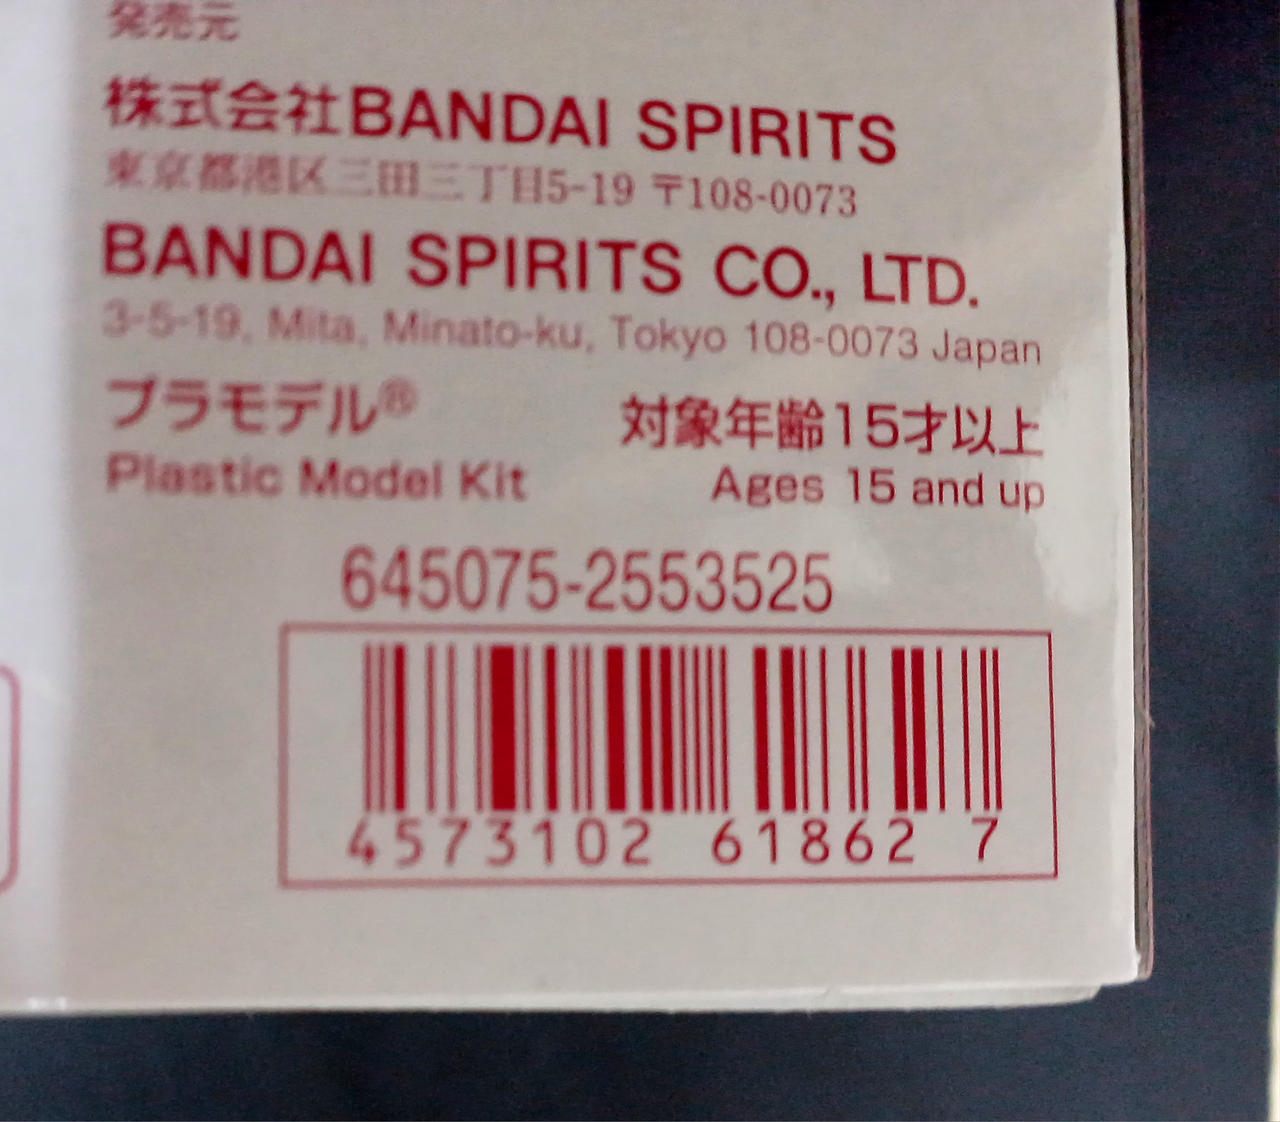 発売元
株式会社BANDAI SPIRITS
東京都港区三田三丁目5-19 〒108-0073
BANDAI SPIRITS CO., LTD.
3-5-19, Mita, Minato-ku, Tokyo 108-0073 Japan
プラモデル® 対象年齢15才以上
Plastic Model Kit Ages 15 and up
645075-2553525
4573102 61862 7